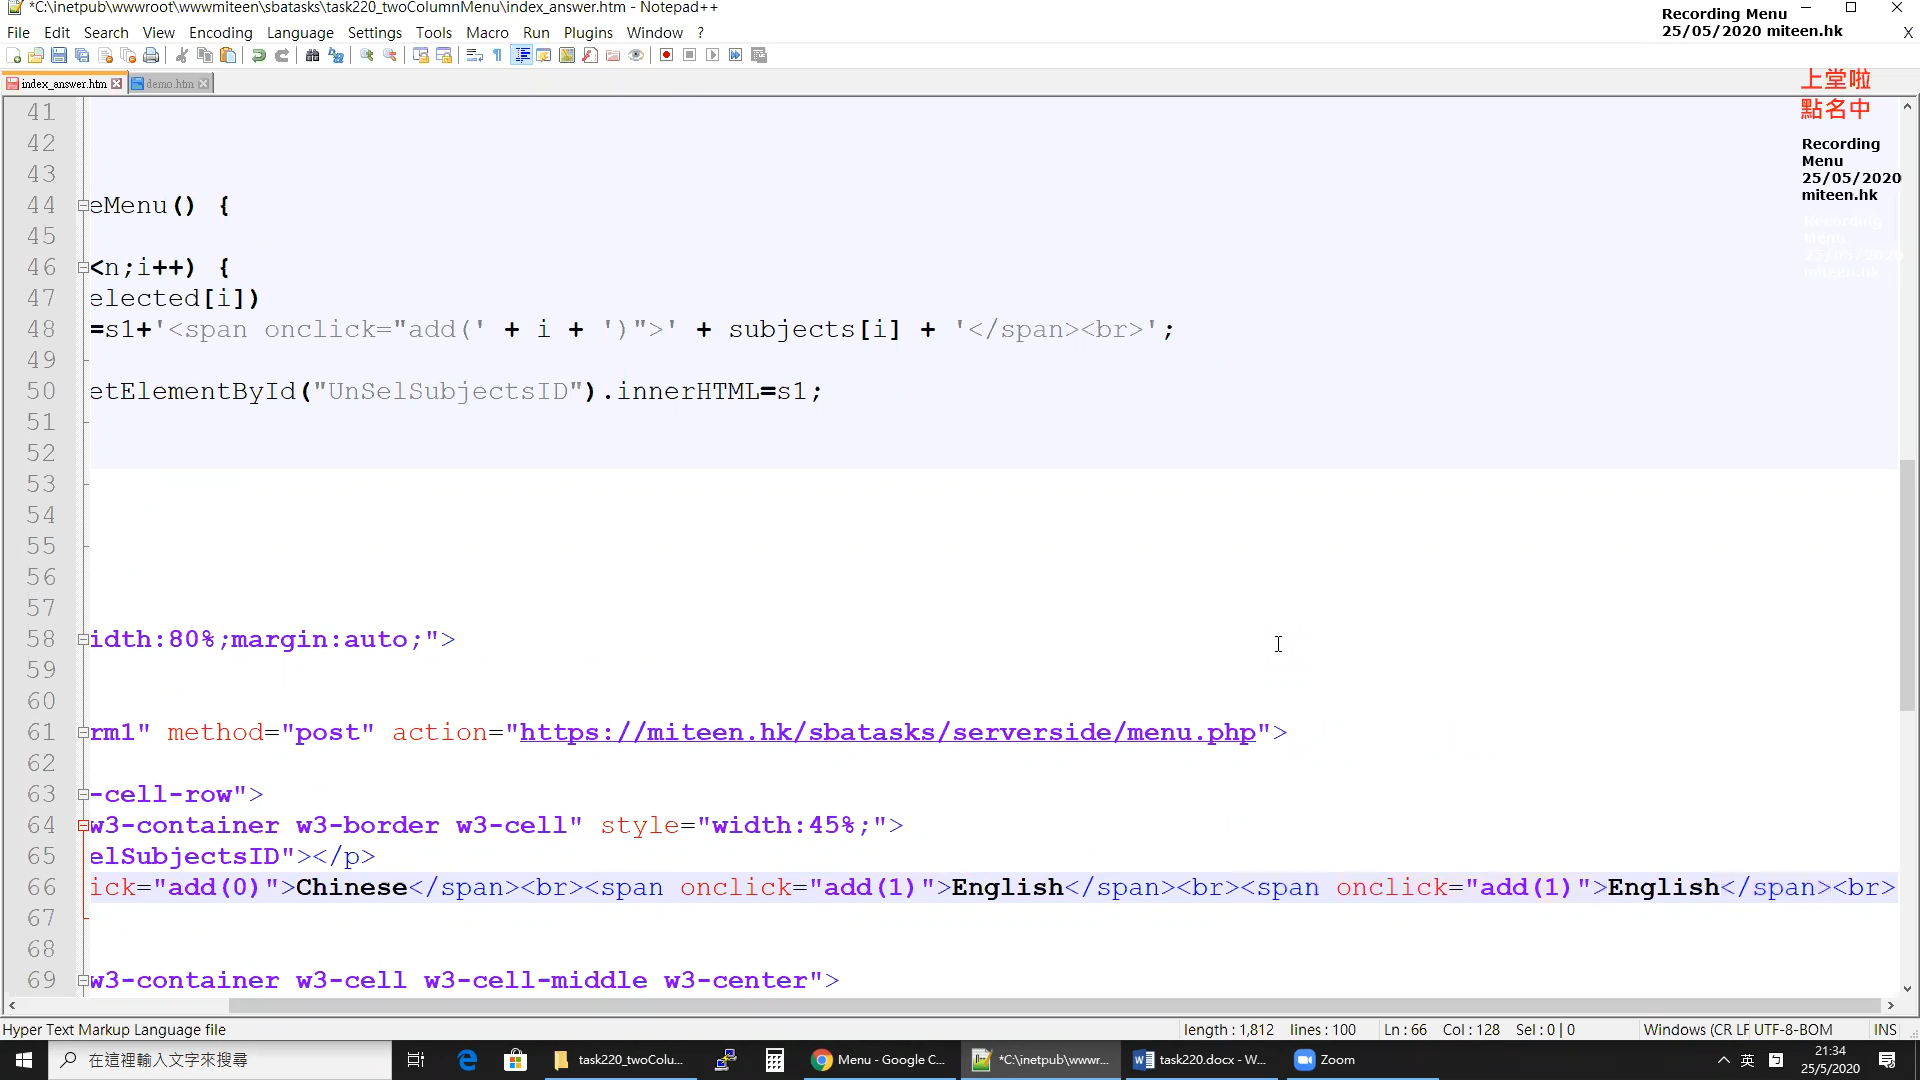 *C:\inetpub\wwwroot\wwwmiteen\sbatasks\task220_twoColumnMenu\index_answer.htm - Notepad++
Recording Menu
25/05/2020 miteen.hk
File Edit Search View Encoding Language Settings Tools Macro Run Plugins Window ? X
index_answer.htm demo.htm
上堂啦
點名中
Recording
Menu
25/05/2020
miteen.hk
Recording
Menu
25/05/2020
miteen.hk
41
42
43
44 eMenu() {
45
46 <n;i++) {
47 elected[i])
48 =s1+'<span onclick="add(' + i + ')">' + subjects[i] + '</span><br>';
49
50 etElementById("UnSelSubjectsID").innerHTML=s1;
51
52
53
54
55
56
57
58 idth:80%;margin:auto;">
59
60
61 rm1" method="post" action="https://miteen.hk/sbatasks/serverside/menu.php">
62
63 -cell-row">
64 w3-container w3-border w3-cell" style="width:45%;">
65 elSubjectsID"></p>
66 ick="add(0)">Chinese</span><br><span onclick="add(1)">English</span><br><span onclick="add(1)">English</span><br>
67
68
69 w3-container w3-cell w3-cell-middle w3-center">
Hyper Text Markup Language file length : 1,812 lines : 100 Ln : 66 Col : 128 Sel : 0 | 0 Windows (CR LF UTF-8-BOM INS
在這裡輸入文字來搜尋 task220_twoColu... Menu - Google C... *C:\inetpub\wwwr... task220.docx - W... Zoom 英 21:34
25/5/2020